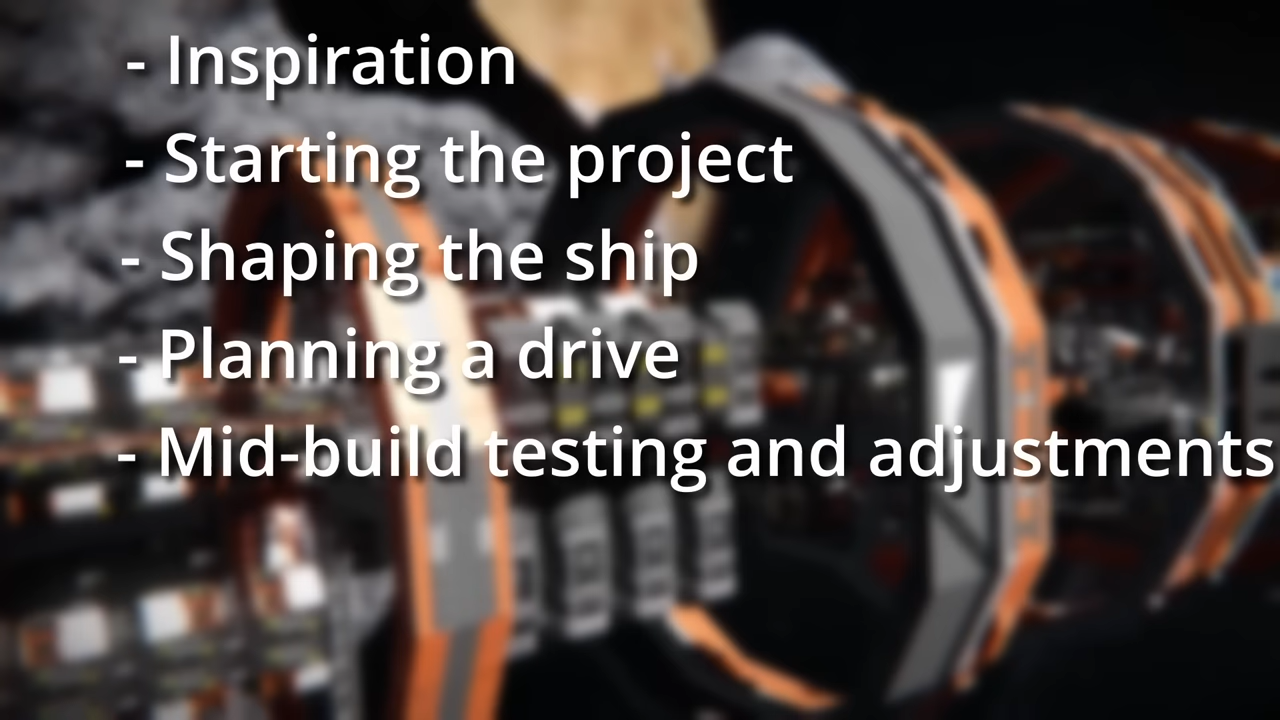 - Inspiration
- Starting the project
- Shaping the ship
- Planning a drive
- Mid-build testing and adjustments